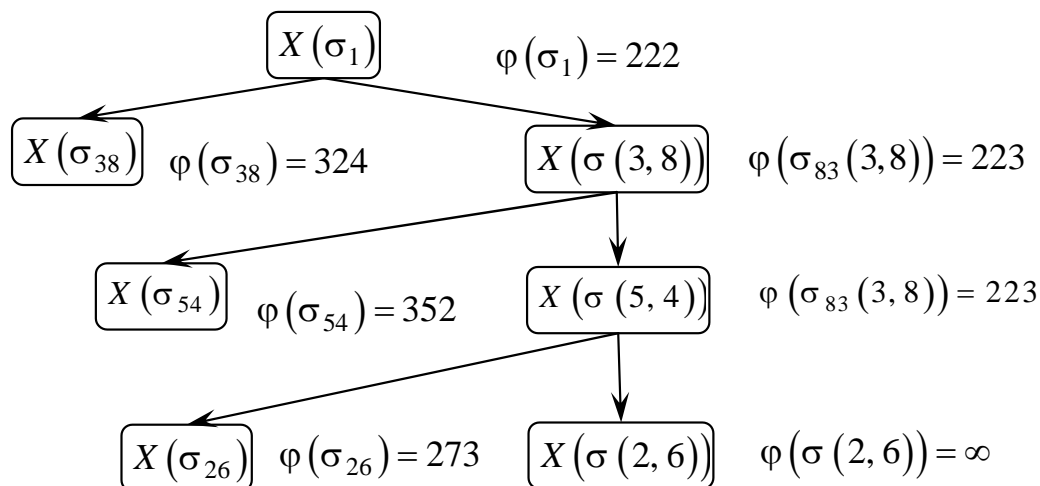 X(σ₁) φ(σ₁) = 222
X(σ₃₈) φ(σ₃₈) = 324 X(σ(3, 8)) φ(σ₈₃(3,8)) = 223
X(σ₅₄) φ(σ₅₄) = 352 X(σ(5, 4)) φ(σ₈₃(3, 8)) = 223
X(σ₂₆) φ(σ₂₆) = 273 X(σ(2, 6)) φ(σ(2, 6)) = ∞